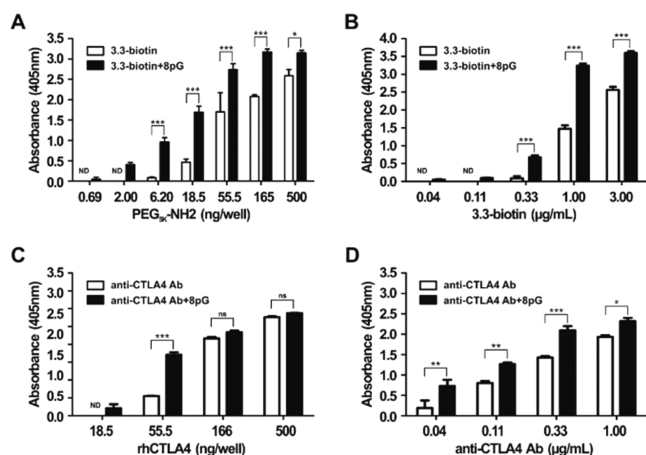 A
3.3-biotin
3.3-biotin+8pG
Absorbance (405nm)
3.5
3.0
2.5
2.0
1.5
1.0
0.5
0.0
ND
ND
***
***
***
***
*
0.69 2.00 6.20 18.5 55.5 165 500
PEG5K-NH2 (ng/well)
B
3.3-biotin
3.3-biotin+8pG
Absorbance (405nm)
4.0
3.5
3.0
2.5
2.0
1.5
1.0
0.5
0.0
ND
ND
***
***
***
0.04 0.11 0.33 1.00 3.00
3.3-biotin (µg/mL)
C
anti-CTLA4 Ab
anti-CTLA4 Ab+8pG
Absorbance (405nm)
3.5
3.0
2.5
2.0
1.5
1.0
0.5
0.0
ND
***
ns
ns
18.5 55.5 166 500
rhCTLA4 (ng/well)
D
anti-CTLA4 Ab
anti-CTLA4 Ab+8pG
Absorbance (405nm)
3.5
3.0
2.5
2.0
1.5
1.0
0.5
0.0
**
**
***
*
0.04 0.11 0.33 1.00
anti-CTLA4 Ab (µg/mL)